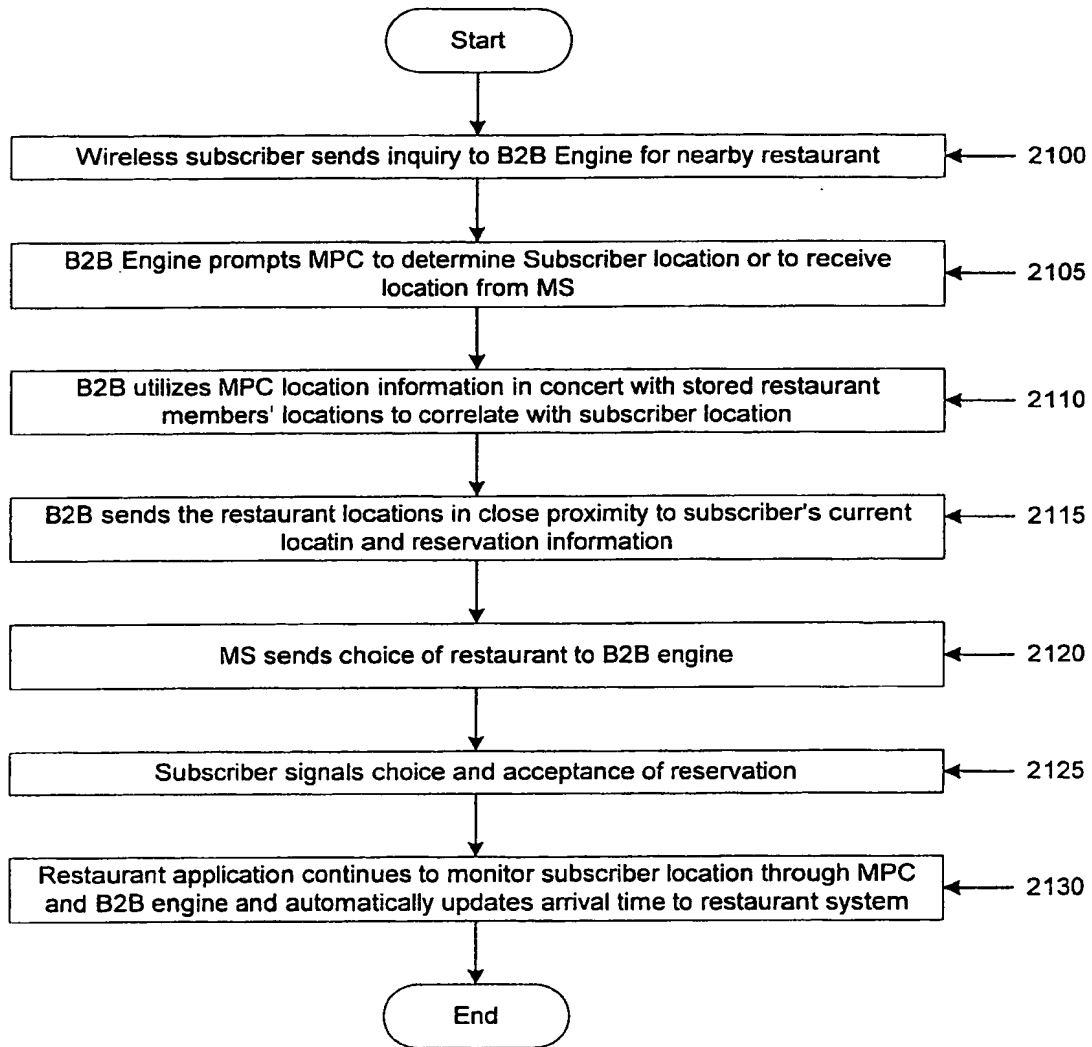 Start
Wireless subscriber sends inquiry to B2B Engine for nearby restaurant
2100
B2B Engine prompts MPC to determine Subscriber location or to receive
location from MS
2105
B2B utilizes MPC location information in concert with stored restaurant
members' locations to correlate with subscriber location
2110
B2B sends the restaurant locations in close proximity to subscriber's current
locatin and reservation information
2115
MS sends choice of restaurant to B2B engine
2120
Subscriber signals choice and acceptance of reservation
2125
Restaurant application continues to monitor subscriber location through MPC
and B2B engine and automatically updates arrival time to restaurant system
2130
End